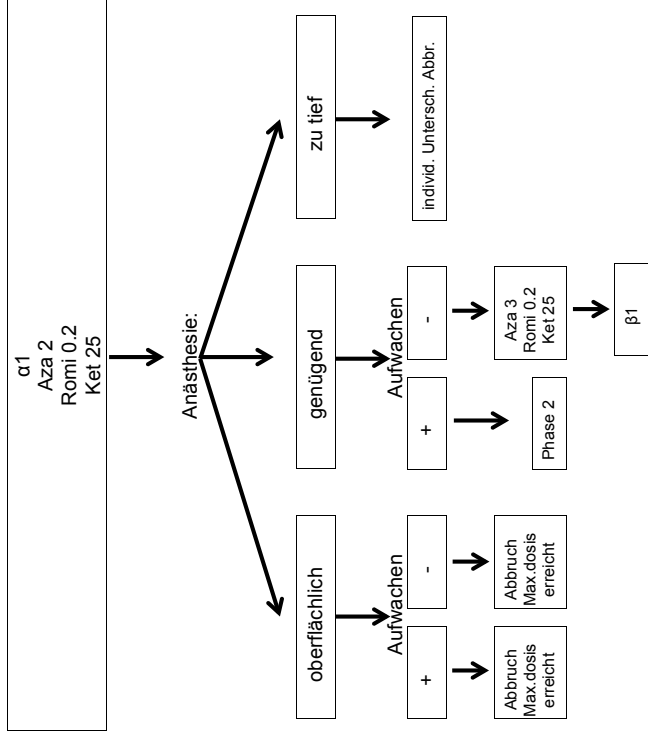 α1
Aza 2
Romi 0.2
Ket 25
Anästhesie:
oberflächlich
genügend
zu tief
Aufwachen
Aufwachen
individ. Untersch. Abbr.
+
-
+
-
Abbruch
Max.dosis
erreicht
Abbruch
Max.dosis
erreicht
Phase 2
Aza 3
Romi 0.2
Ket 25
β1